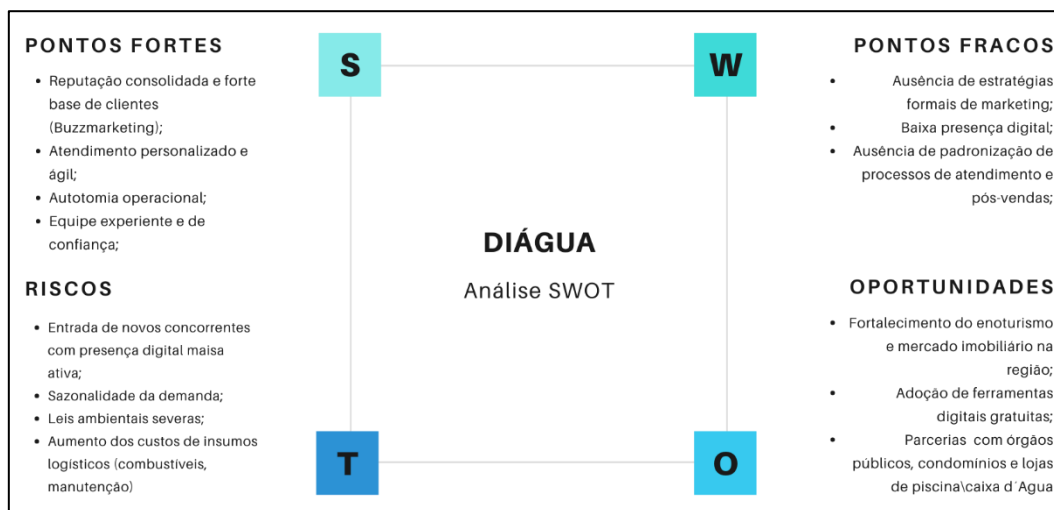 PONTOS FORTES
• Reputação consolidada e forte
base de clientes
(Buzzmarketing);
• Atendimento personalizado e
ágil;
• Autotomia operacional;
• Equipe experiente e de
confiança;
S
W
PONTOS FRACOS
• Ausência de estratégias
formais de marketing;
• Baixa presença digital;
• Ausência de padronização de
processos de atendimento e
pós-vendas;
DIÁGUA
Análise SWOT
RISCOS
• Entrada de novos concorrentes
com presença digital maisa
ativa;
• Sazonalidade da demanda;
• Leis ambientais severas;
• Aumento dos custos de insumos
logísticos (combustíveis,
manutenção)
T
O
OPORTUNIDADES
• Fortalecimento do enoturismo
e mercado imobiliário na
região;
• Adoção de ferramentas
digitais gratuitas;
• Parcerias com órgãos
públicos, condomínios e lojas
de piscina\caixa d´Agua